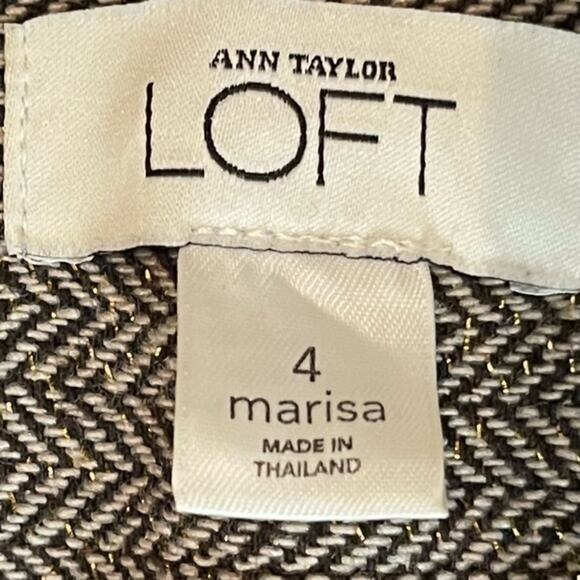 ANN TAYLOR
LOFT
4
marisa
MADE IN
THAILAND